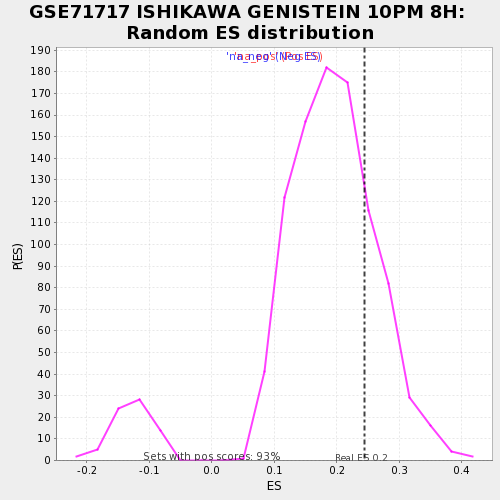 GSE71717 ISHIKAWA GENISTEIN 10PM 8H:
Random ES distribution
190
180
170
160
150
140
130
120
110
100
90
80
70
60
50
40
30
20
10
0
P(ES)
Sets with pos scores: 93%
Real ES 0.2
-0.2 -0.1 0.0 0.1 0.2 0.3 0.4
ES